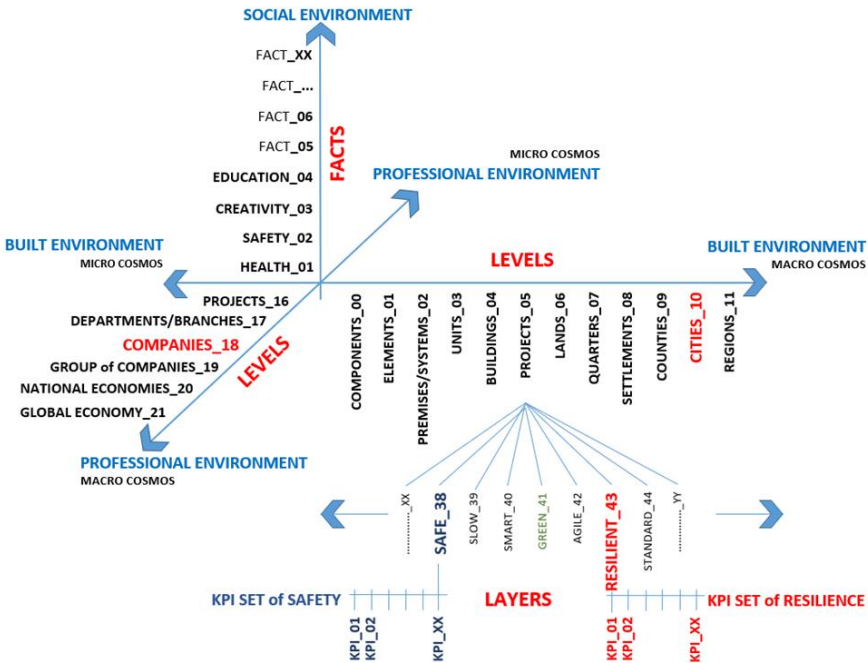 SOCIAL ENVIRONMENT
FACT_XX
FACT_...
FACT_06
FACT_05
EDUCATION_04
CREATIVITY_03
SAFETY_02
HEALTH_01
FACTS
MICRO COSMOS
PROFESSIONAL ENVIRONMENT
BUILT ENVIRONMENT
MICRO COSMOS
LEVELS
BUILT ENVIRONMENT
MACRO COSMOS
PROJECTS_16
DEPARTMENTS/BRANCHES_17
COMPANIES_18
GROUP of COMPANIES_19
NATIONAL ECONOMIES_20
GLOBAL ECONOMY_21
LEVELS
PROFESSIONAL ENVIRONMENT
MACRO COSMOS
COMPONENTS_00
ELEMENTS_01
PREMISES/SYSTEMS_02
UNITS_03
BUILDINGS_04
PROJECTS_05
LANDS_06
QUARTERS_07
SETTLEMENTS_08
COUNTIES_09
CITIES_10
REGIONS_11
..........._XX
SAFE_38
SLOW_39
SMART_40
GREEN_41
AGILE_42
RESILIENT_43
STANDARD_44
..........._YY
KPI SET of SAFETY
LAYERS
KPI SET of RESILIENCE
KPI_01
KPI_02
KPI_XX
KPI_01
KPI_02
KPI_XX